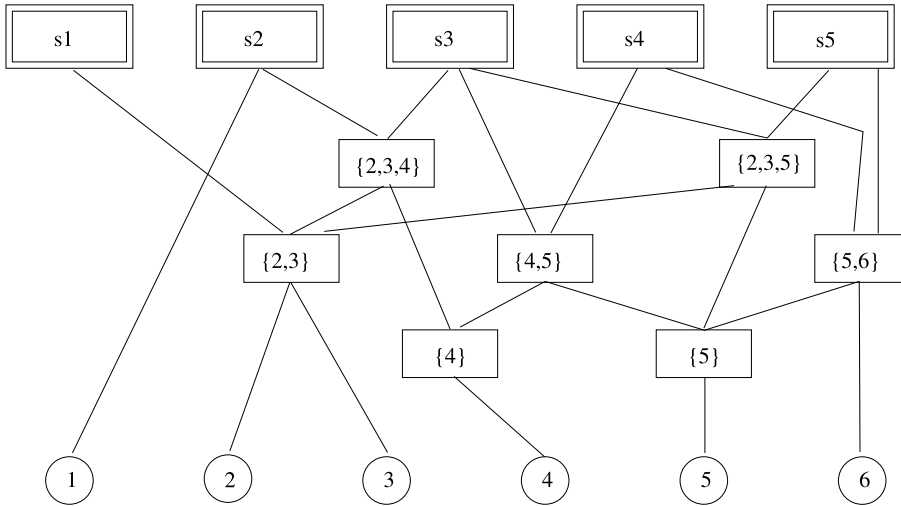 s1 s2 s3 s4 s5
{2,3,4} {2,3,5}
{2,3} {4,5} {5,6}
{4} {5}
1 2 3 4 5 6